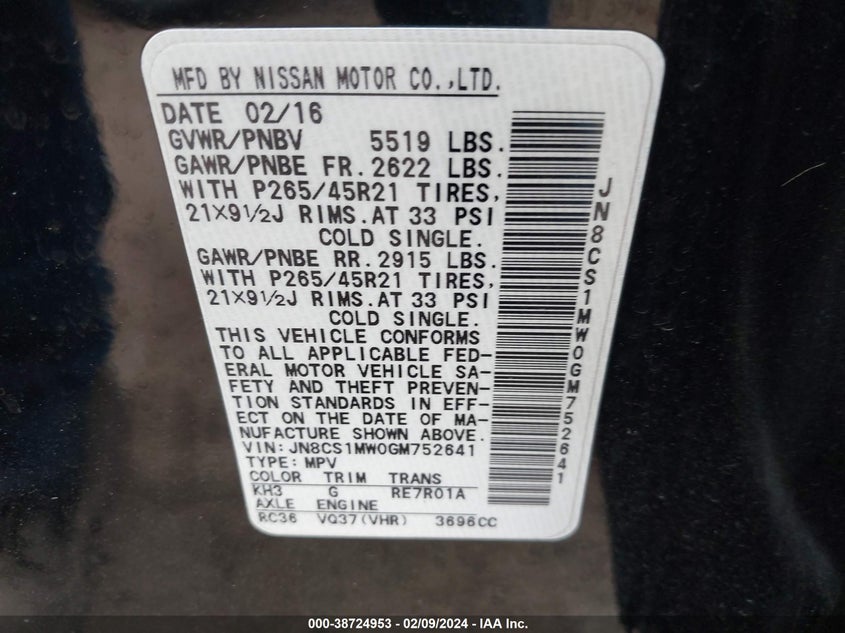 MFD BY NISSAN MOTOR CO.,LTD.
DATE 02/16
GVWR/PNBV 5519 LBS.
GAWR/PNBE FR. 2622 LBS.
WITH P265/45R21 TIRES,
21×9½J RIMS. AT 33 PSI
COLD SINGLE.
GAWR/PNBE RR. 2915 LBS.
WITH P265/45R21 TIRES,
21×9½J RIMS. AT 33 PSI
COLD SINGLE.
THIS VEHICLE CONFORMS
TO ALL APPLICABLE FED-
ERAL MOTOR VEHICLE SA-
FETY AND THEFT PREVEN-
TION STANDARDS IN EFF-
ECT ON THE DATE OF MA-
NUFACTURE SHOWN ABOVE.
VIN: JN8CS1MW0GM752641
TYPE: MPV
COLOR TRIM TRANS
KH3 G RE7R01A
AXLE ENGINE
RC36 VQ37(VHR) 3696CC
JN8CS1MW0GM752641
000-38724953 - 02/09/2024 - IAA Inc.